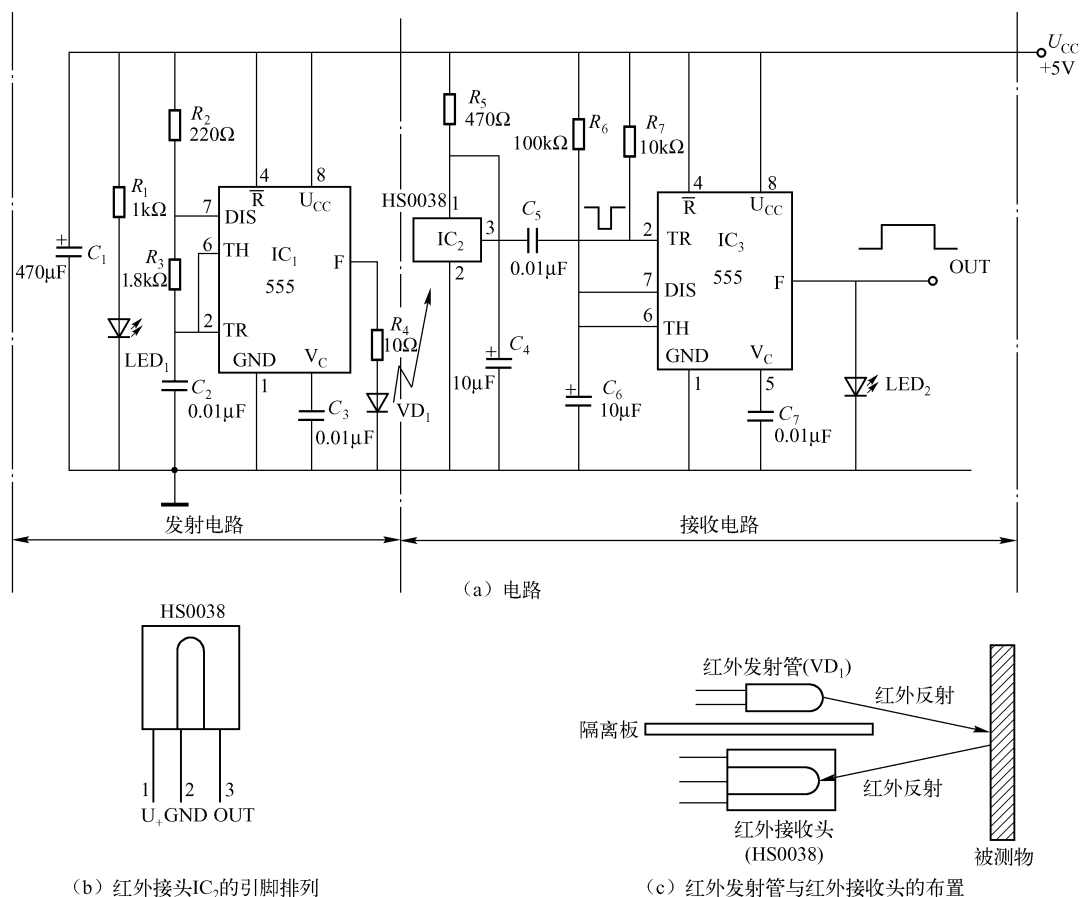 U_CC
+5V
R_2
220Ω
R_1
1kΩ
C_1
470μF
R_3
1.8kΩ
LED_1
C_2
0.01μF
4
8
R̅
U_CC
7
DIS
6
TH
IC_1
F
555
2
TR
GND
V_C
1
C_3
0.01μF
R_4
10Ω
VD_1
R_5
470Ω
HS0038
1
IC_2
3
2
C_5
0.01μF
C_4
10μF
R_6
100kΩ
R_7
10kΩ
C_6
10μF
4
8
R̅
U_CC
2
TR
IC_3
555
F
7
DIS
6
TH
GND
V_C
1
5
C_7
0.01μF
OUT
LED_2
发射电路
接收电路
（a）电路
HS0038
1
2
3
U_+
GND
OUT
（b）红外接头IC_2的引脚排列
红外发射管(VD_1)
红外反射
隔离板
红外反射
红外接收头
(HS0038)
被测物
（c）红外发射管与红外接收头的布置